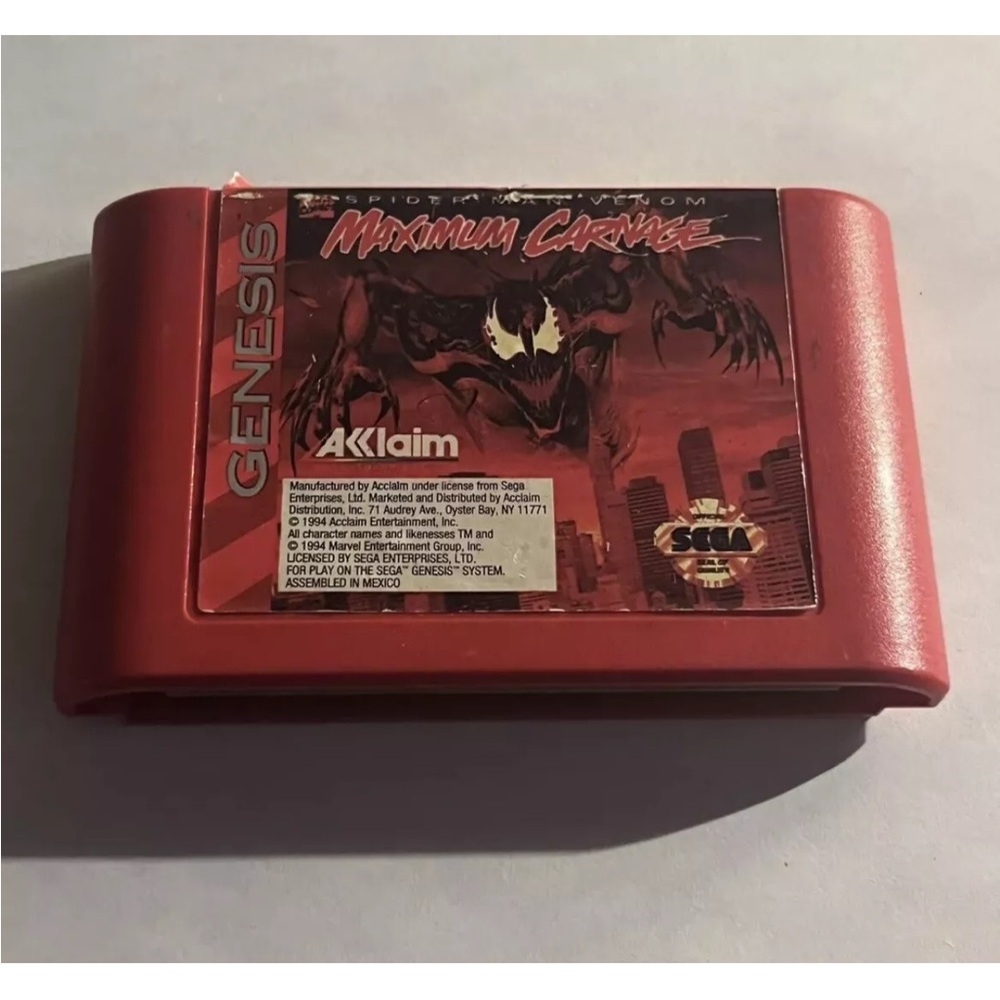 SPIDER-MAN VENOM
MAXIMUM CARNAGE
GENESIS
AKklaim
Manufactured by Acclaim under license from Sega
Enterprises, Ltd. Marketed and Distributed by Acclaim
Distribution, Inc. 71 Audrey Ave., Oyster Bay, NY 11771
© 1994 Acclaim Entertainment, Inc.
All character names and likenesses TM and
© 1994 Marvel Entertainment Group, Inc.
LICENSED BY SEGA ENTERPRISES, LTD.
FOR PLAY ON THE SEGA™ GENESIS™ SYSTEM.
ASSEMBLED IN MEXICO
SEGA